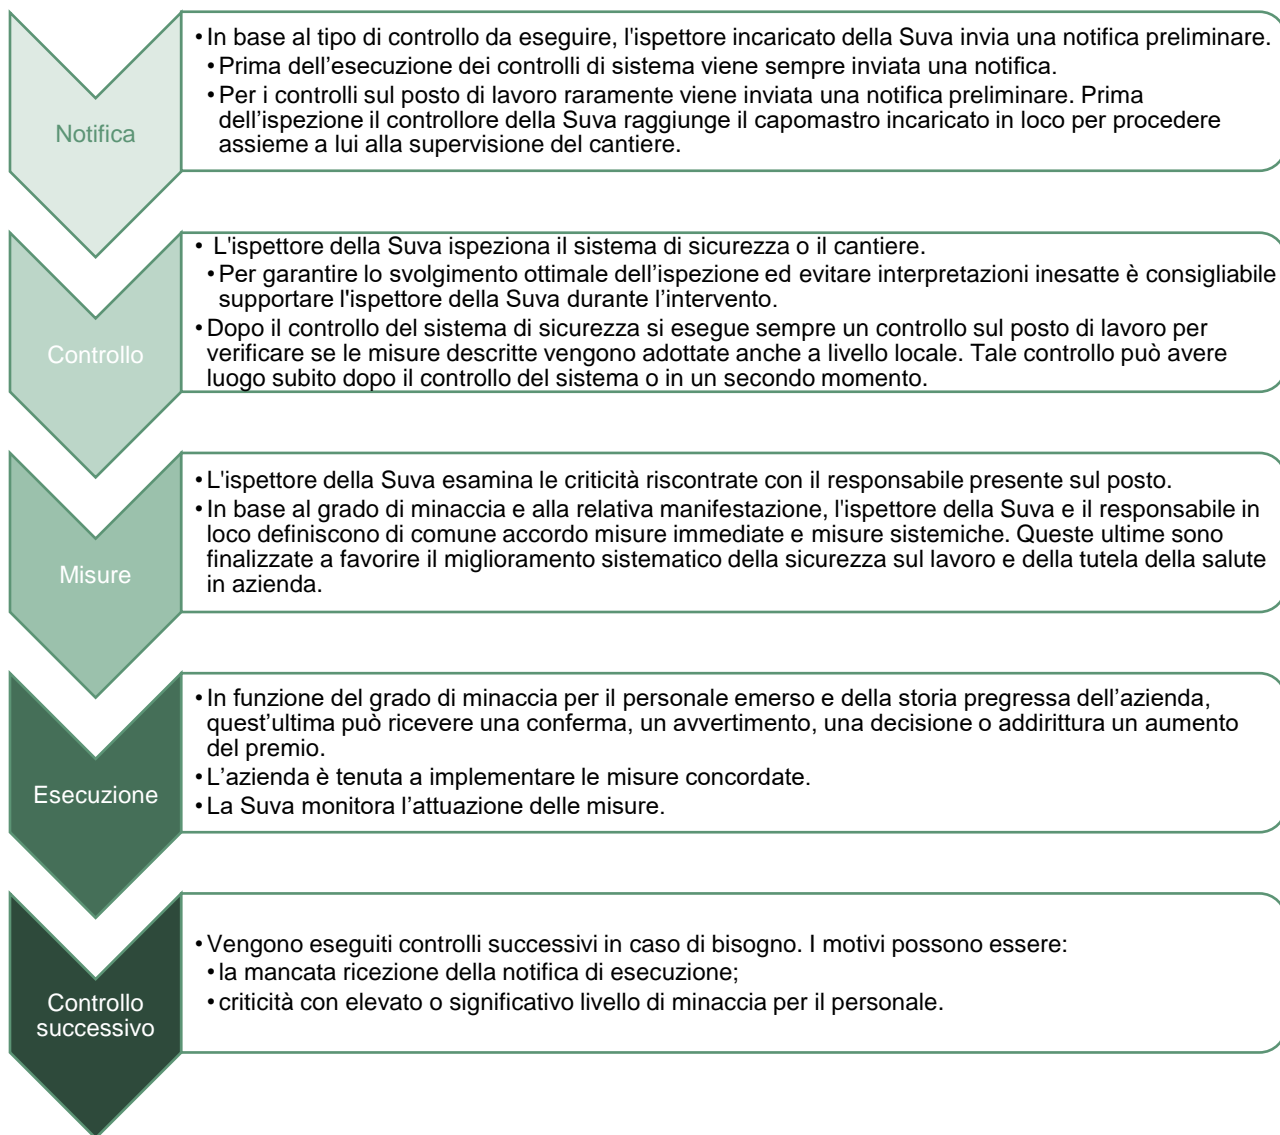 Notifica
• In base al tipo di controllo da eseguire, l'ispettore incaricato della Suva invia una notifica preliminare.
• Prima dell’esecuzione dei controlli di sistema viene sempre inviata una notifica.
• Per i controlli sul posto di lavoro raramente viene inviata una notifica preliminare. Prima
dell’ispezione il controllore della Suva raggiunge il capomastro incaricato in loco per procedere
assieme a lui alla supervisione del cantiere.
Controllo
• L'ispettore della Suva ispeziona il sistema di sicurezza o il cantiere.
• Per garantire lo svolgimento ottimale dell’ispezione ed evitare interpretazioni inesatte è consigliabile
supportare l'ispettore della Suva durante l’intervento.
• Dopo il controllo del sistema di sicurezza si esegue sempre un controllo sul posto di lavoro per
verificare se le misure descritte vengono adottate anche a livello locale. Tale controllo può avere
luogo subito dopo il controllo del sistema o in un secondo momento.
Misure
• L'ispettore della Suva esamina le criticità riscontrate con il responsabile presente sul posto.
• In base al grado di minaccia e alla relativa manifestazione, l'ispettore della Suva e il responsabile in
loco definiscono di comune accordo misure immediate e misure sistemiche. Queste ultime sono
finalizzate a favorire il miglioramento sistematico della sicurezza sul lavoro e della tutela della salute
in azienda.
Esecuzione
• In funzione del grado di minaccia per il personale emerso e della storia pregressa dell’azienda,
quest’ultima può ricevere una conferma, un avvertimento, una decisione o addirittura un aumento
del premio.
• L’azienda è tenuta a implementare le misure concordate.
• La Suva monitora l’attuazione delle misure.
Controllo
successivo
• Vengono eseguiti controlli successivi in caso di bisogno. I motivi possono essere:
• la mancata ricezione della notifica di esecuzione;
• criticità con elevato o significativo livello di minaccia per il personale.